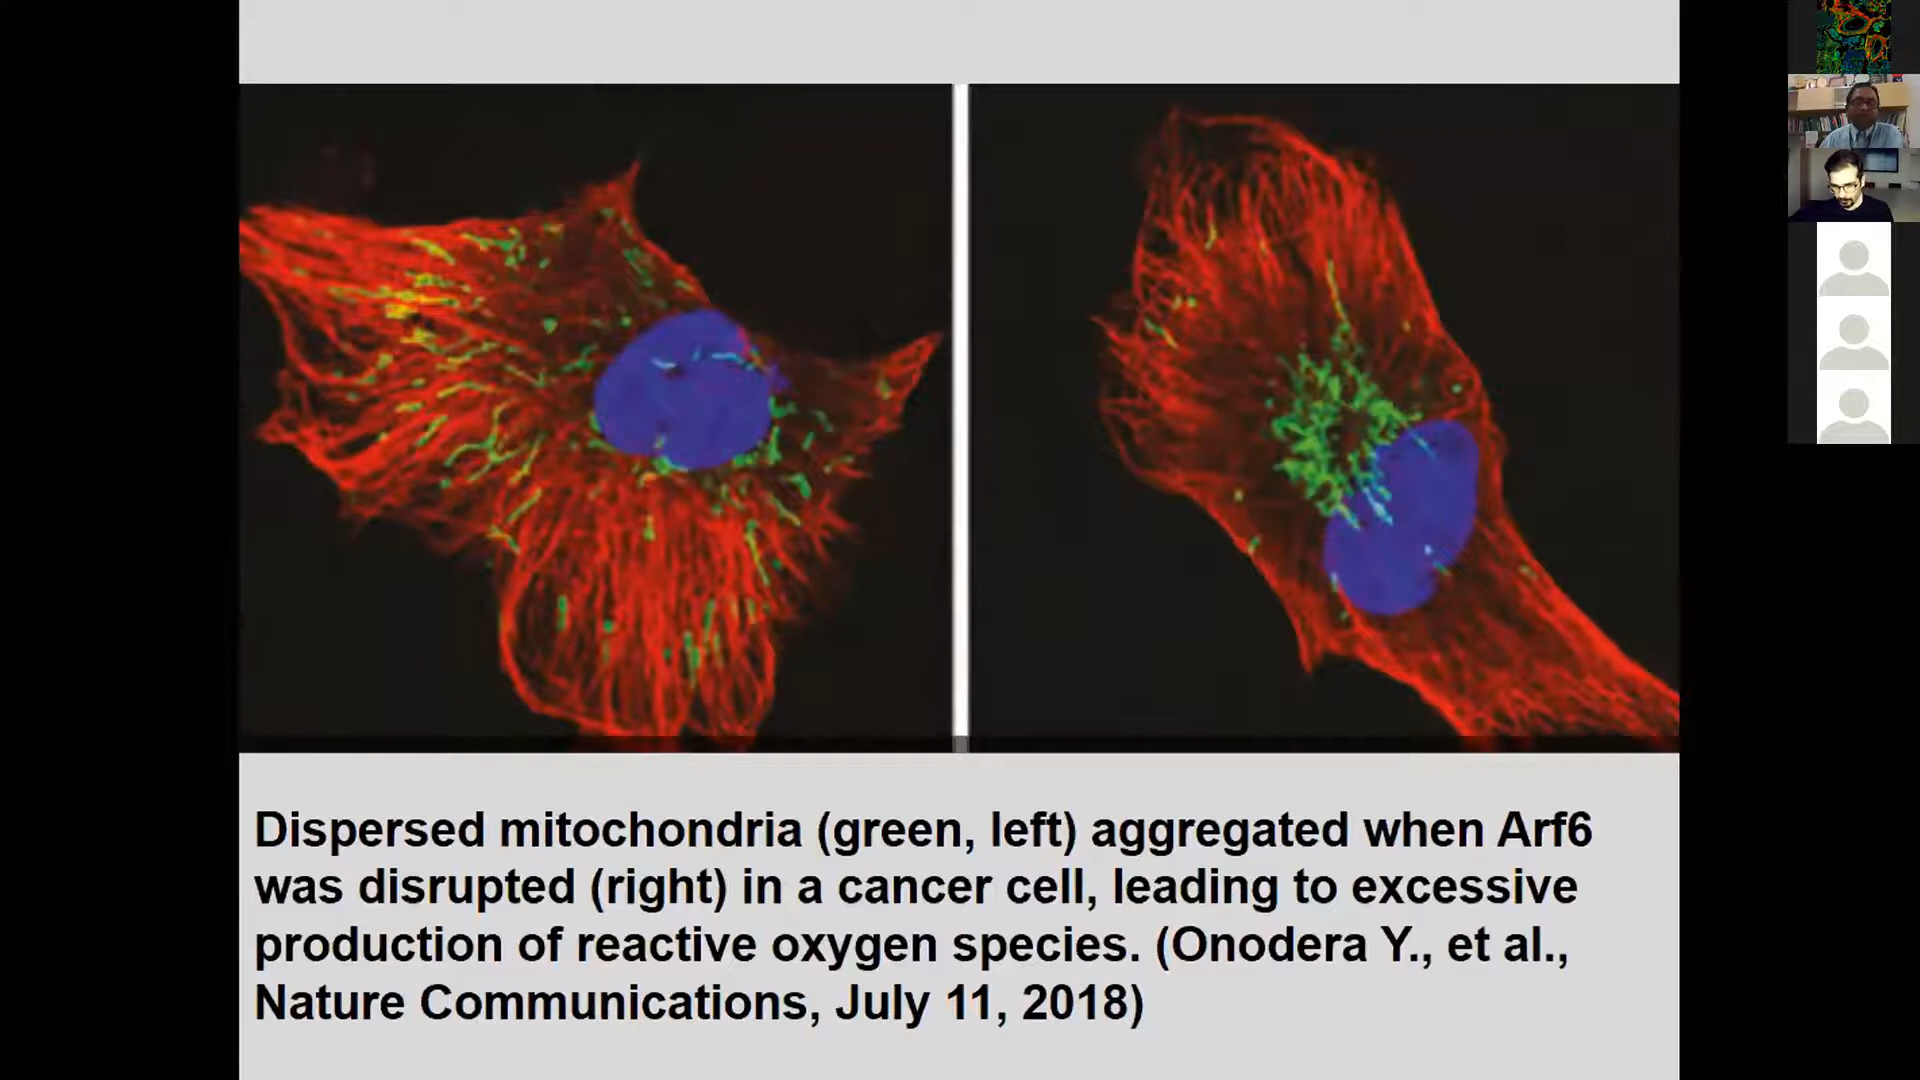 Dispersed mitochondria (green, left) aggregated when Arf6
was disrupted (right) in a cancer cell, leading to excessive
production of reactive oxygen species. (Onodera Y., et al.,
Nature Communications, July 11, 2018)